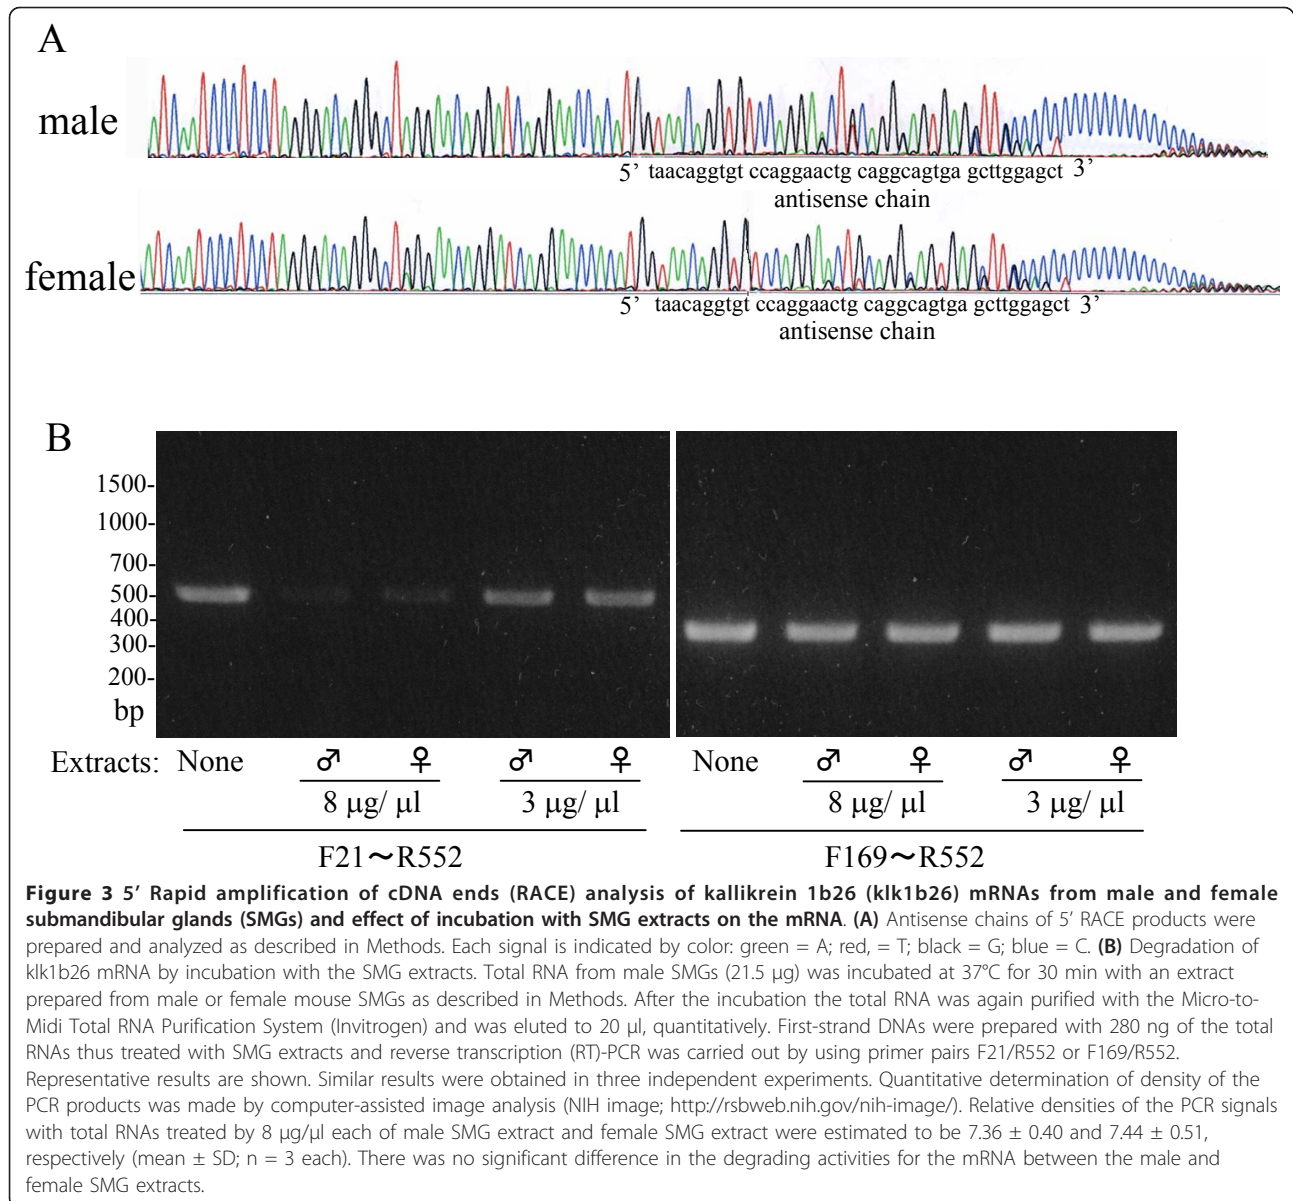 A
male
5’ taacaggtgt ccaggaactg caggcagtga gcttggagct 3’
antisense chain
female
5’ taacaggtgt ccaggaactg caggcagtga gcttggagct 3’
antisense chain
B
1500-
1000-
700-
500-
400-
300-
200-
bp
Extracts: None ♂ ♀ ♂ ♀ None ♂ ♀ ♂ ♀
8 μg/ μl 3 μg/ μl 8 μg/ μl 3 μg/ μl
F21～R552 F169～R552
Figure 3 5’ Rapid amplification of cDNA ends (RACE) analysis of kallikrein 1b26 (klk1b26) mRNAs from male and female
submandibular glands (SMGs) and effect of incubation with SMG extracts on the mRNA. (A) Antisense chains of 5’ RACE products were
prepared and analyzed as described in Methods. Each signal is indicated by color: green = A; red, = T; black = G; blue = C. (B) Degradation of
klk1b26 mRNA by incubation with the SMG extracts. Total RNA from male SMGs (21.5 μg) was incubated at 37°C for 30 min with an extract
prepared from male or female mouse SMGs as described in Methods. After the incubation the total RNA was again purified with the Micro-to-
Midi Total RNA Purification System (Invitrogen) and was eluted to 20 μl, quantitatively. First-strand DNAs were prepared with 280 ng of the total
RNAs thus treated with SMG extracts and reverse transcription (RT)-PCR was carried out by using primer pairs F21/R552 or F169/R552.
Representative results are shown. Similar results were obtained in three independent experiments. Quantitative determination of density of the
PCR products was made by computer-assisted image analysis (NIH image; http://rsbweb.nih.gov/nih-image/). Relative densities of the PCR signals
with total RNAs treated by 8 μg/μl each of male SMG extract and female SMG extract were estimated to be 7.36 ± 0.40 and 7.44 ± 0.51,
respectively (mean ± SD; n = 3 each). There was no significant difference in the degrading activities for the mRNA between the male and
female SMG extracts.